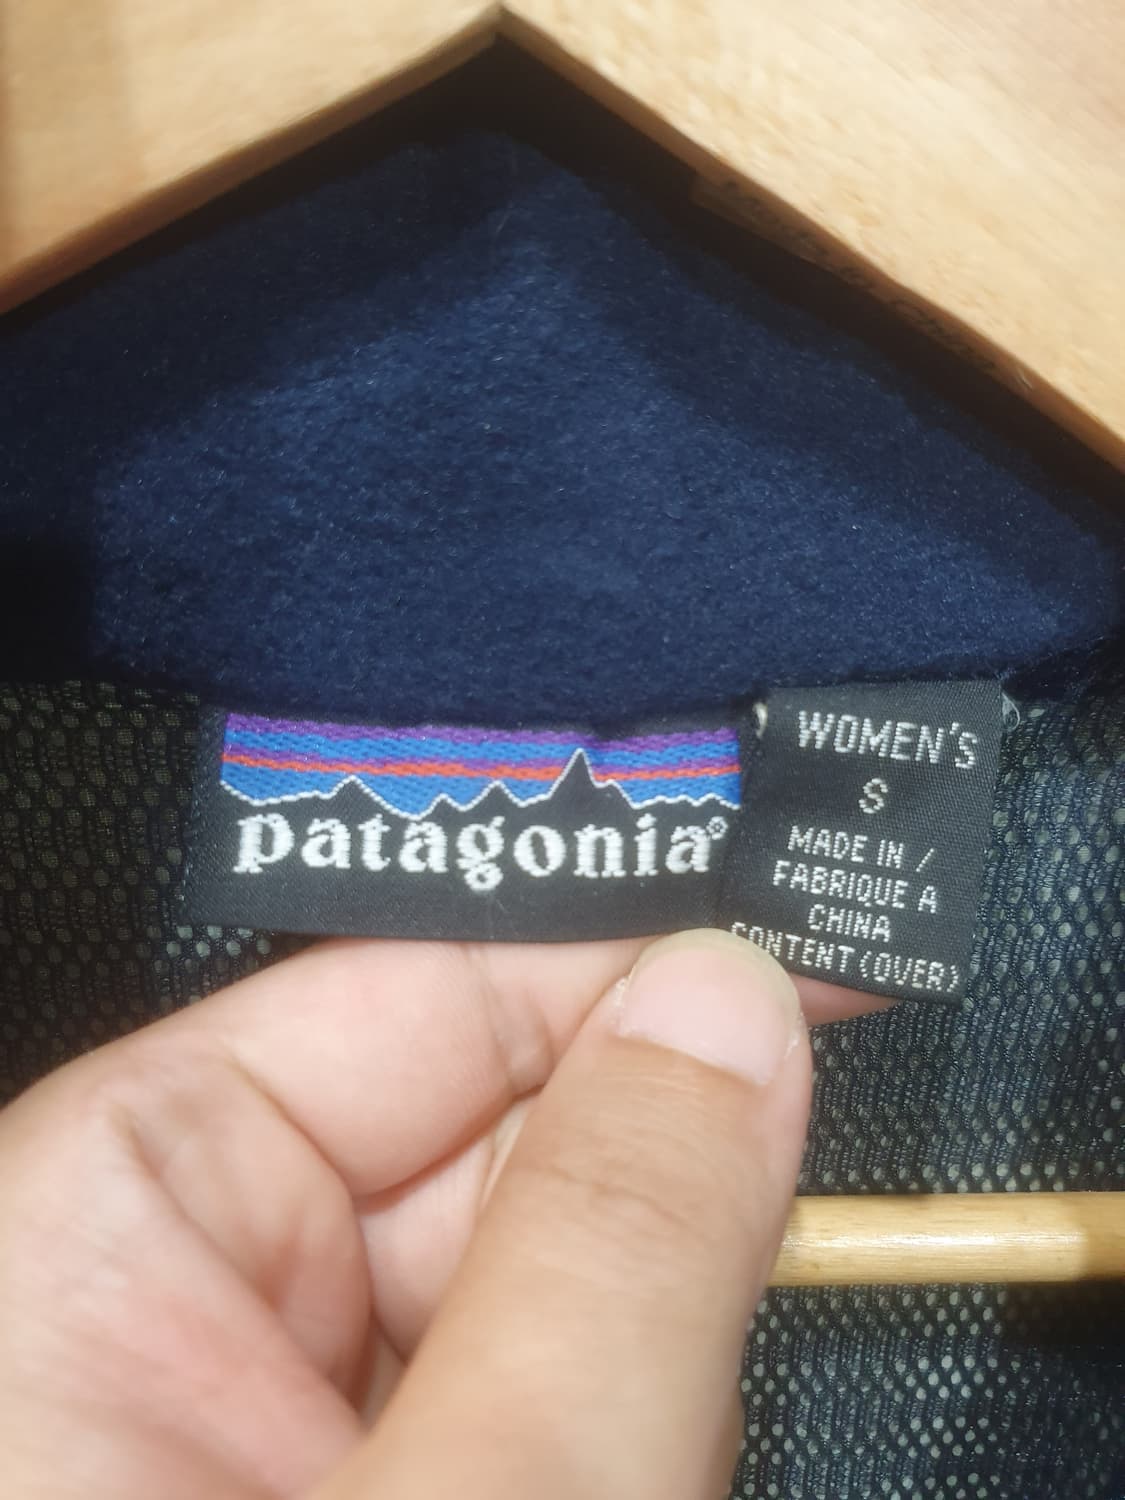 patagonia®
WOMEN'S
S
MADE IN /
FABRIQUE A
CHINA
CONTENT (OVER)